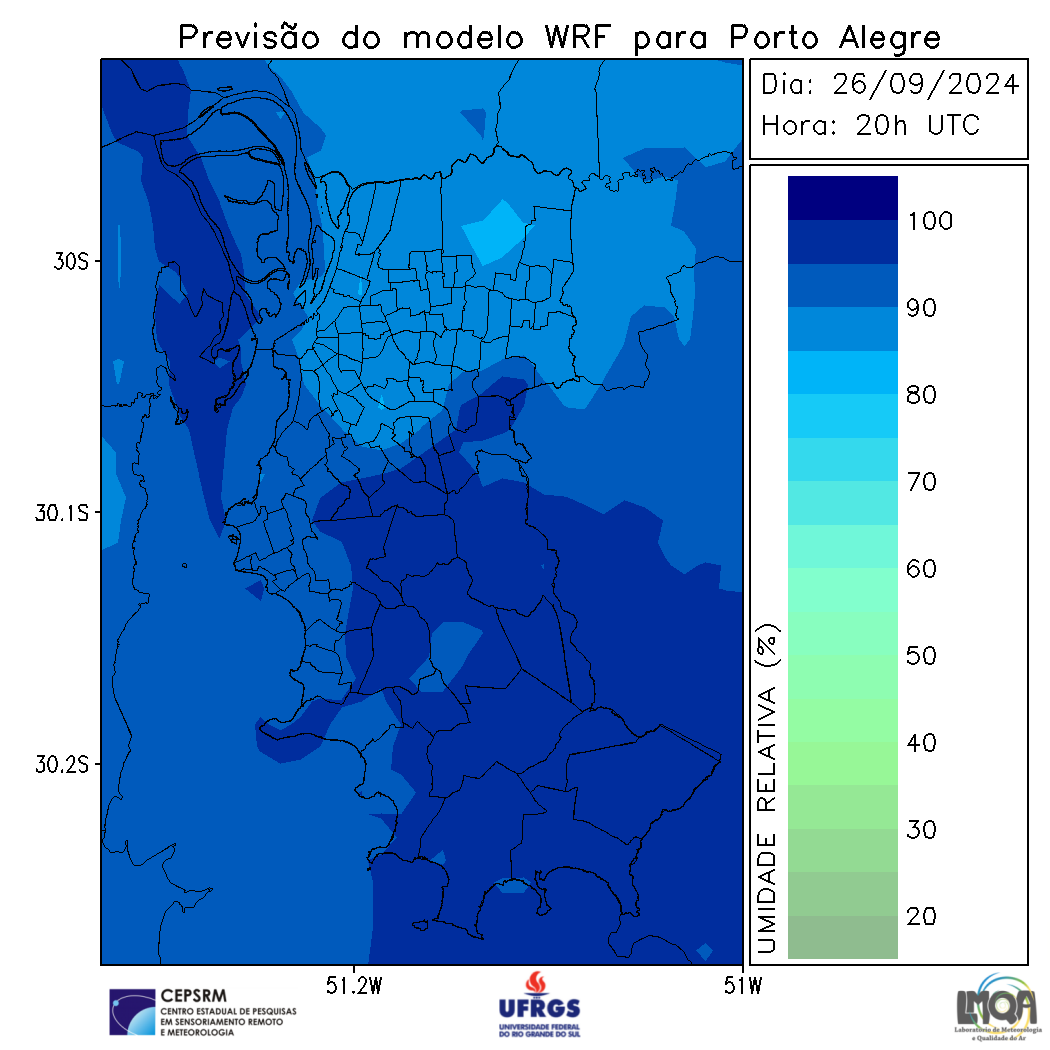 Previsão do modelo WRF para Porto Alegre
Dia: 26/09/2024
Hora: 20h UTC
30S
30.1S
30.2S
51.2W
51W
UMIDADE RELATIVA (%)
100
90
80
70
60
50
40
30
20
CEPSRM
CENTRO ESTADUAL DE PESQUISAS
EM SENSORIAMENTO REMOTO
E METEOROLOGIA
UFRGS
UNIVERSIDADE FEDERAL
DO RIO GRANDE DO SUL
LMQA
Laboratório de Meteorologia
e Qualidade do Ar